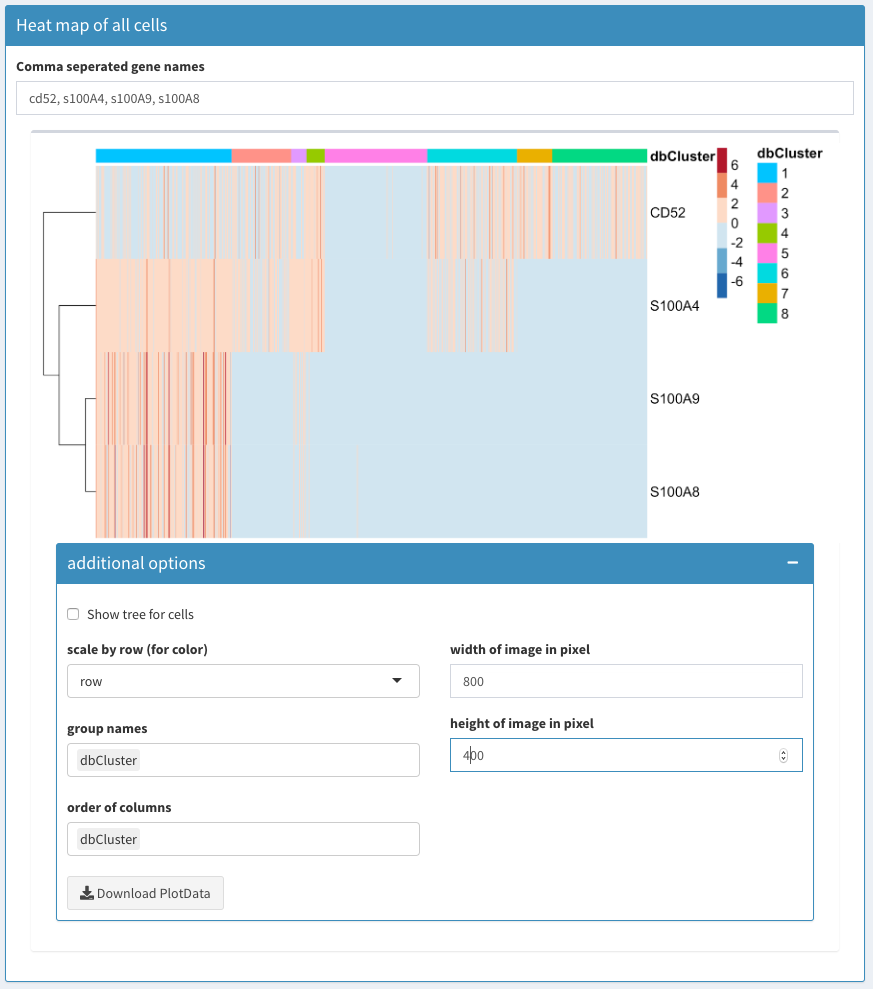 Heat map of all cells
Comma seperated gene names
cd52, s100A4, s100A9, s100A8
dbCluster
CD52
S100A4
S100A9
S100A8
6
4
2
0
-2
-4
-6
dbCluster
1
2
3
4
5
6
7
8
additional options
Show tree for cells
scale by row (for color)
row
width of image in pixel
800
group names
dbCluster
height of image in pixel
400
order of columns
dbCluster
Download PlotData